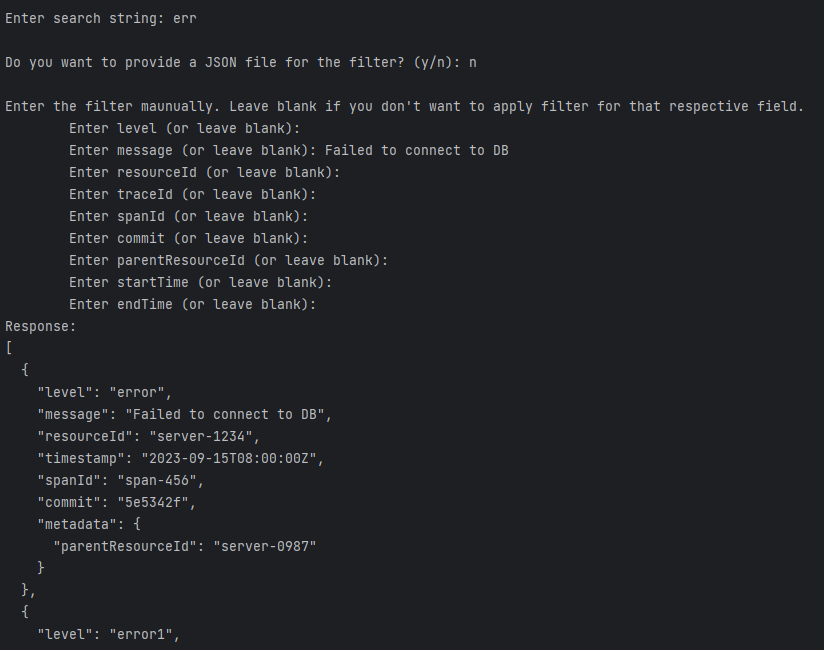 Enter search string: err
Do you want to provide a JSON file for the filter? (y/n): n
Enter the filter maunually. Leave blank if you don't want to apply filter for that respective field.
Enter level (or leave blank):
Enter message (or leave blank): Failed to connect to DB
Enter resourceId (or leave blank):
Enter traceId (or leave blank):
Enter spanId (or leave blank):
Enter commit (or leave blank):
Enter parentResourceId (or leave blank):
Enter startTime (or leave blank):
Enter endTime (or leave blank):
Response:
[
  {
    "level": "error",
    "message": "Failed to connect to DB",
    "resourceId": "server-1234",
    "timestamp": "2023-09-15T08:00:00Z",
    "spanId": "span-456",
    "commit": "5e5342f",
    "metadata": {
      "parentResourceId": "server-0987"
    }
  },
  {
    "level": "error1",